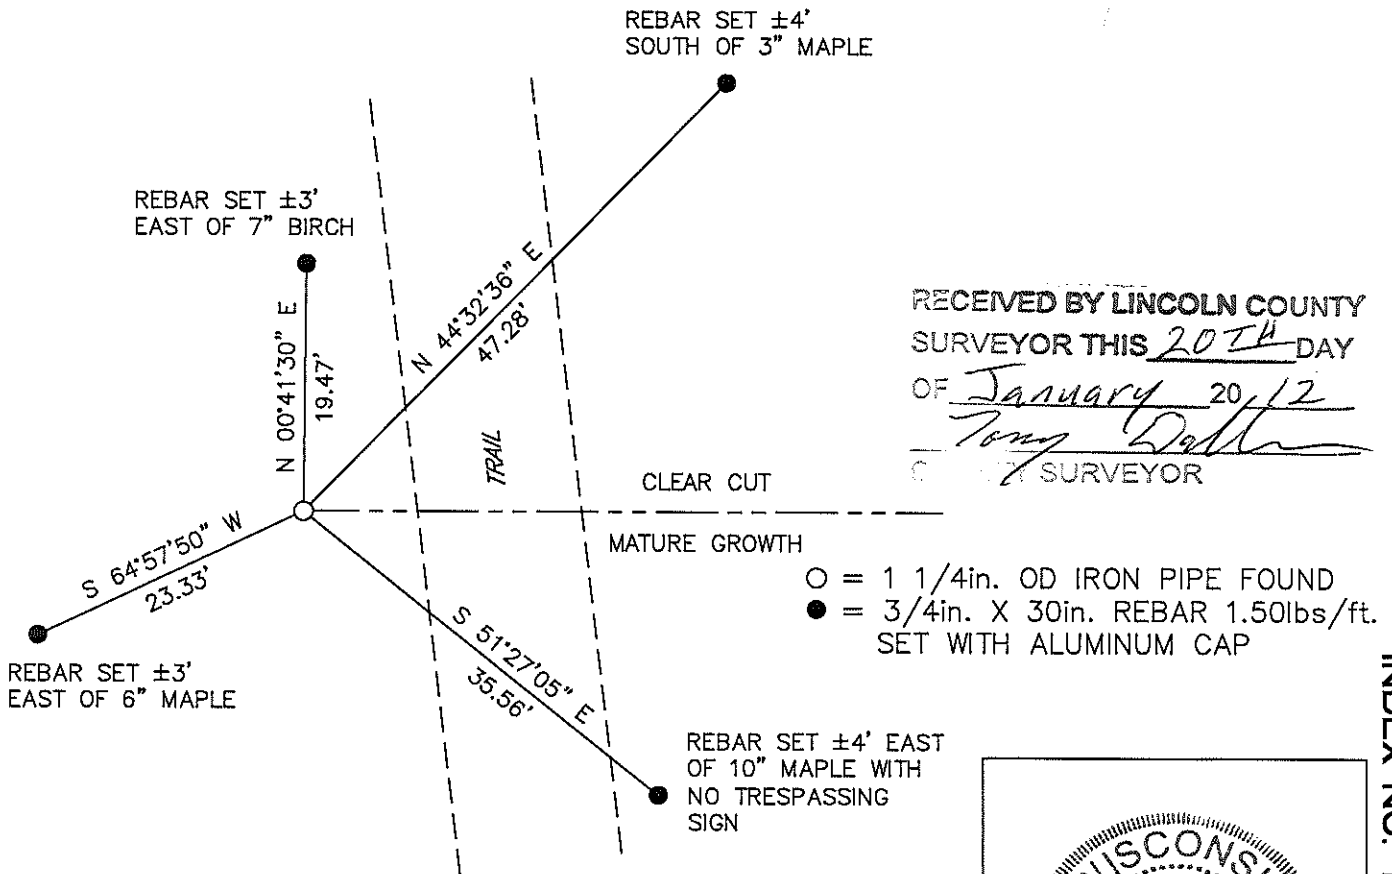 REBAR SET ±4'
SOUTH OF 3" MAPLE
REBAR SET ±3'
EAST OF 7" BIRCH
N 00°41'30" E
19.47'
N 44°32'36" E
47.28'
RECEIVED BY LINCOLN COUNTY
SURVEYOR THIS 20TH DAY
OF January 20 12
Tony
SURVEYOR
TRAIL
CLEAR CUT
MATURE GROWTH
S 64°57'50" W
23.33'
O = 1 1/4in. OD IRON PIPE FOUND
● = 3/4in. X 30in. REBAR 1.50lbs/ft.
SET WITH ALUMINUM CAP
S 51°27'05" E
35.56'
REBAR SET ±3'
EAST OF 6" MAPLE
REBAR SET ±4' EAST
OF 10" MAPLE WITH
NO TRESPASSING
SIGN
INDEX NO.